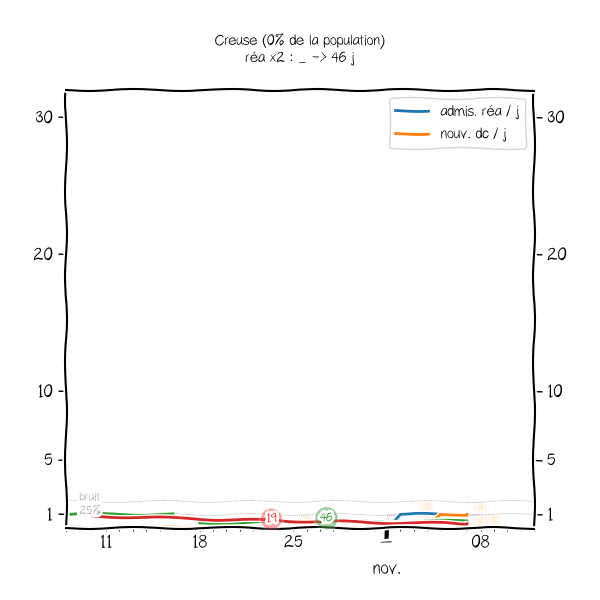 Creuse (0% de la population)
réa x2 : _ -> 46 j
admis. réa / j
nouv. dc / j
30 30
20 20
10 10
5 5
bruit
25%
1 19 46 1
11 18 25 08
nov.